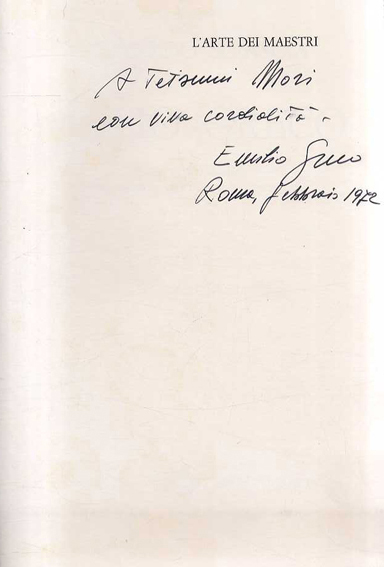 L'ARTE DEI MAESTRI
A Tetsumi Mori
con viva cordialità.
Emilio Greco
Roma, febbraio 1972